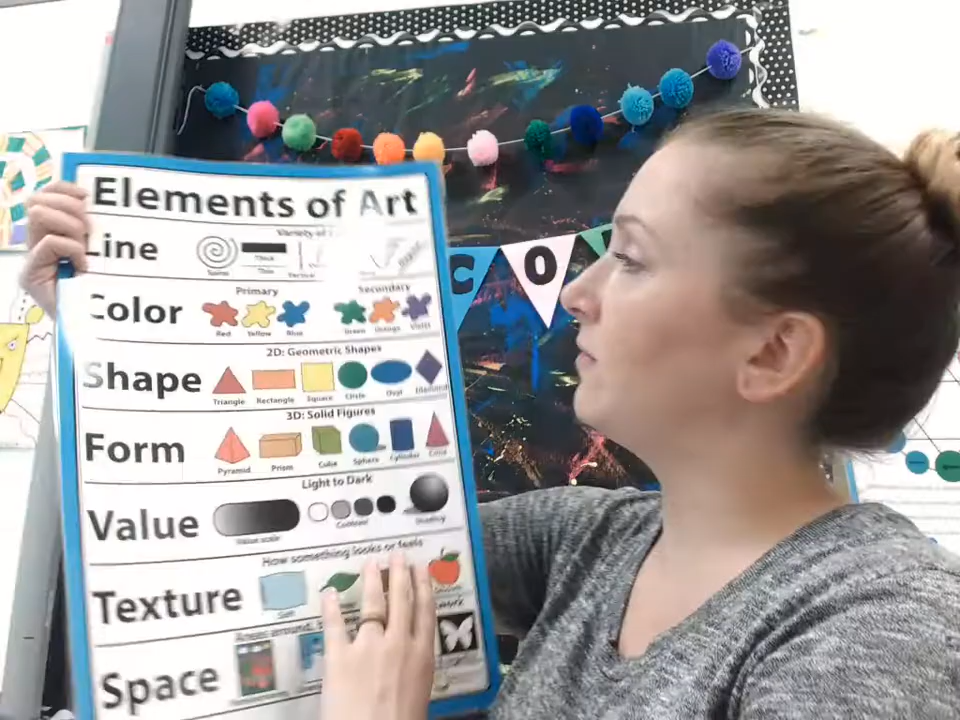 Elements of Art
Variety of
Line
Spiral
Thick
Thin
Vertical
Primary
Secondary
Color
Red
Yellow
Blue
Green
Orange
Violet
2D: Geometric Shapes
Shape
Triangle
Rectangle
Square
Circle
Oval
Diamond
3D: Solid Figures
Form
Pyramid
Prism
Cube
Sphere
Cylinder
Cone
Light to Dark
Value
Value scale
Contrast
Shading
How something looks or feels
Texture
Soft
Areas around,
Space
C O